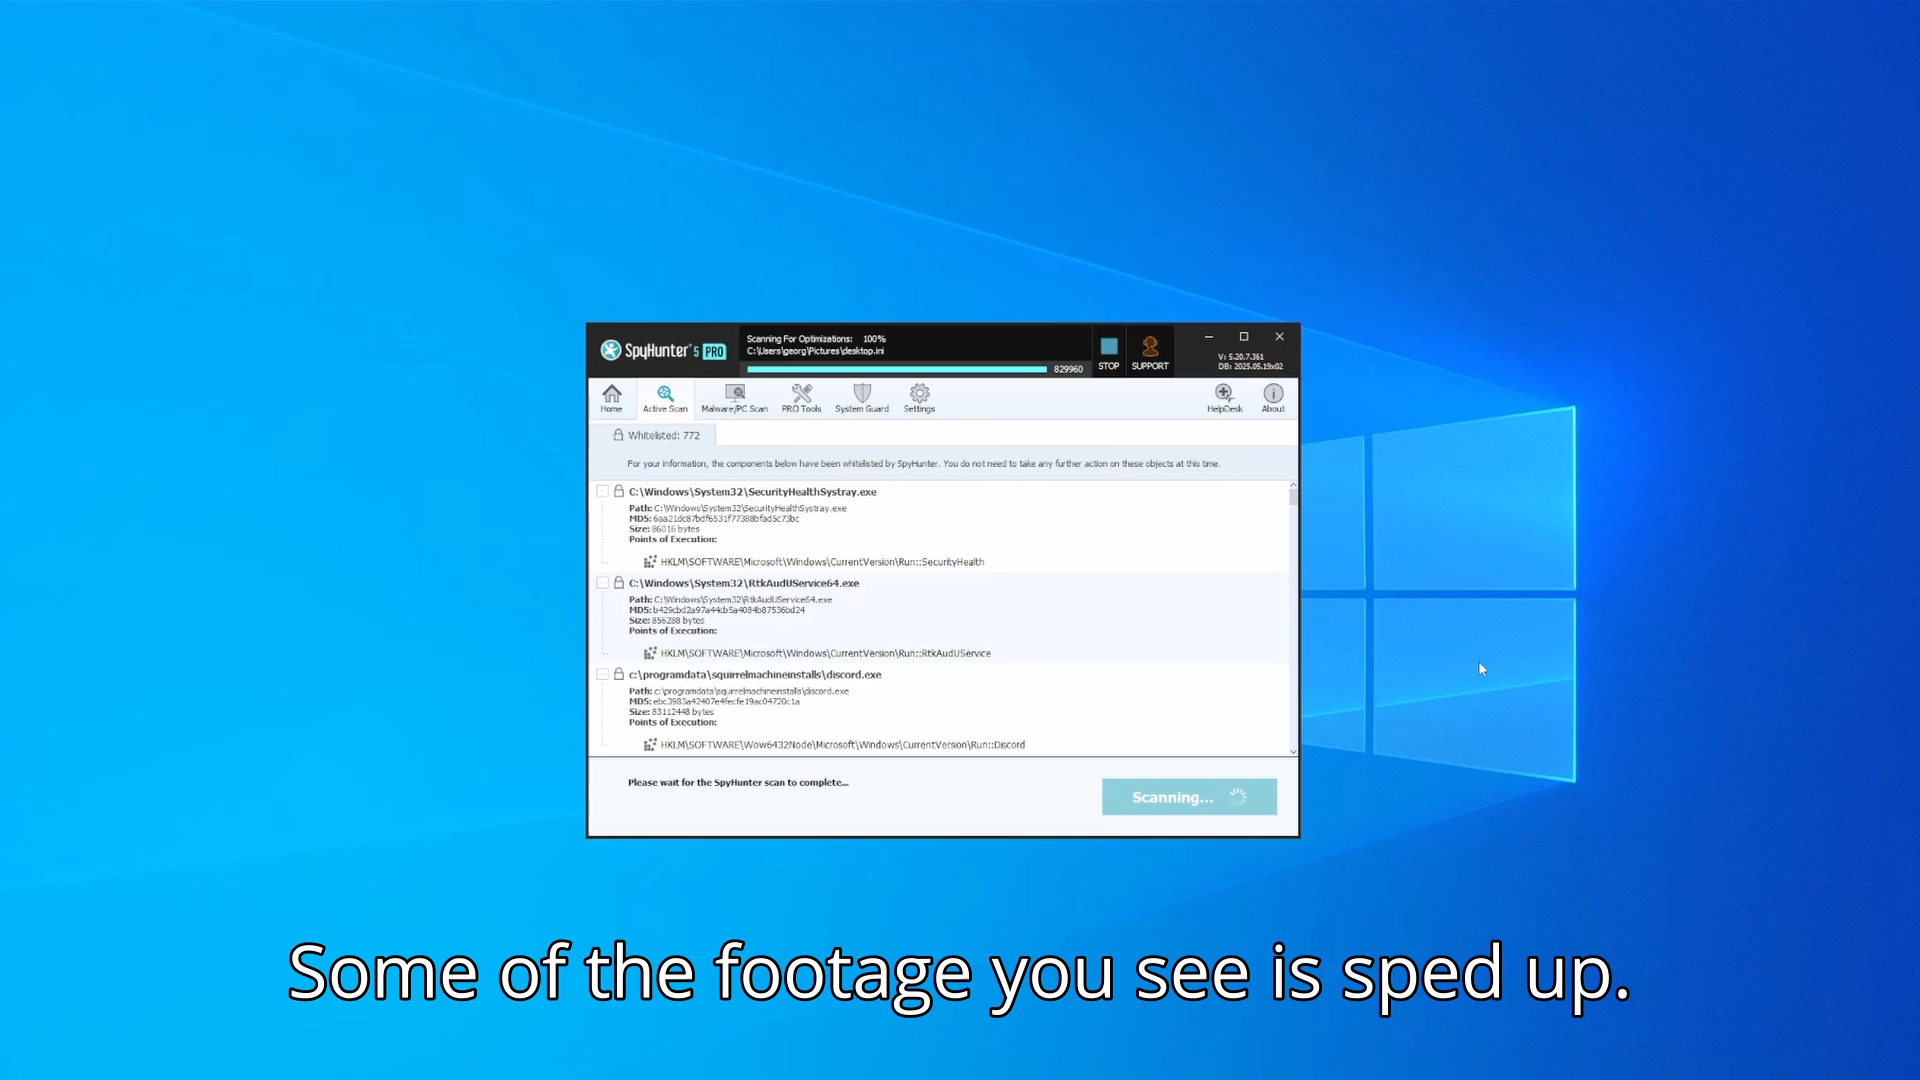 SpyHunter® 5 PRO
Scanning For Optimizations: 100%
C:\Users\georg\Pictures\desktop.ini
829960
STOP
SUPPORT
V: 5.20.7.361
DB: 2025.05.19x02
Home
Active Scan
Malware/PC Scan
PRO Tools
System Guard
Settings
HelpDesk
About
Whitelisted: 772
For your information, the components below have been whitelisted by SpyHunter. You do not need to take any further action on these objects at this time.
C:\Windows\System32\SecurityHealthSystray.exe
Path: C:\Windows\System32\SecurityHealthSystray.exe
MD5: 6aa21dc87bdf6531f77388bfad5c73bc
Size: 86016 bytes
Points of Execution:
HKLM\SOFTWARE\Microsoft\Windows\CurrentVersion\Run::SecurityHealth
C:\Windows\System32\RtkAudUService64.exe
Path: C:\Windows\System32\RtkAudUService64.exe
MD5: b429cbd2a97a44cb5a4084b87536bd24
Size: 856288 bytes
Points of Execution:
HKLM\SOFTWARE\Microsoft\Windows\CurrentVersion\Run::RtkAudUService
c:\programdata\squirrelmachineinstalls\discord.exe
Path: c:\programdata\squirrelmachineinstalls\discord.exe
MD5: ebc3983a42407e4fecfe19ac04720c1a
Size: 83112448 bytes
Points of Execution:
HKLM\SOFTWARE\Wow6432Node\Microsoft\Windows\CurrentVersion\Run::Discord
Please wait for the SpyHunter scan to complete...
Scanning...
Some of the footage you see is sped up.